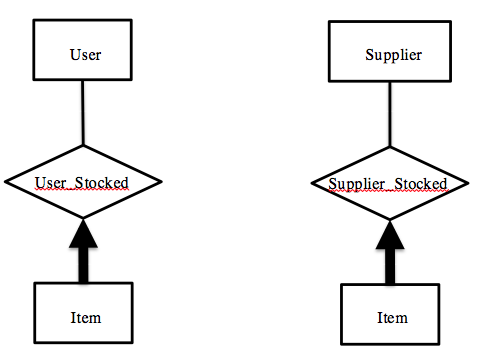 User
Supplier
User_Stocked
Supplier_Stocked
Item
Item